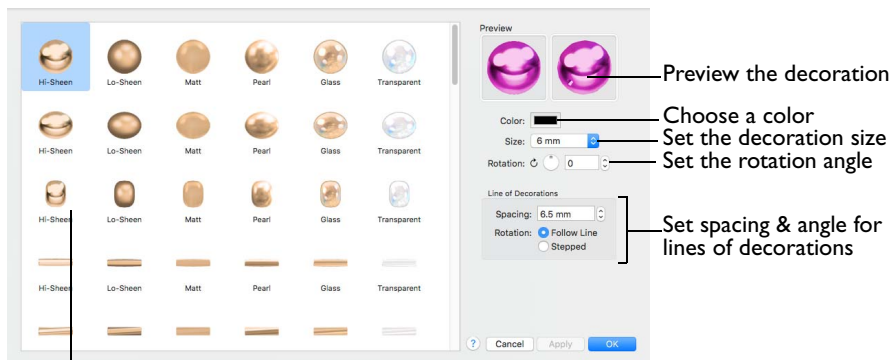 Preview
Hi-Sheen Lo-Sheen Matt Pearl Glass Transparent
Preview the decoration
Color:
Choose a color
Size: 6 mm
Set the decoration size
Rotation: 0
Set the rotation angle
Hi-Sheen Lo-Sheen Matt Pearl Glass Transparent
Line of Decorations
Spacing: 6.5 mm
Rotation: Follow Line
Stepped
Set spacing & angle for
lines of decorations
Hi-Sheen Lo-Sheen Matt Pearl Glass Transparent
Hi-Sheen Lo-Sheen Matt Pearl Glass Transparent
? Cancel Apply OK